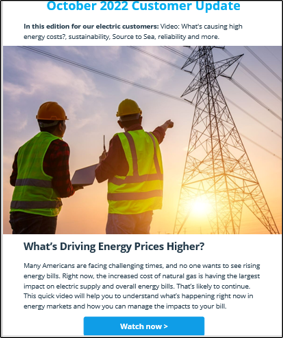 October 2022 Customer Update
In this edition for our electric customers: Video: What's causing high
energy costs?, sustainability, Source to Sea, reliability and more.
What's Driving Energy Prices Higher?
Many Americans are facing challenging times, and no one wants to see rising
energy bills. Right now, the increased cost of natural gas is having the largest
impact on electric supply and overall energy bills. That's likely to continue.
This quick video will help you to understand what's happening right now in
energy markets and how you can manage the impacts to your bill.
Watch now >